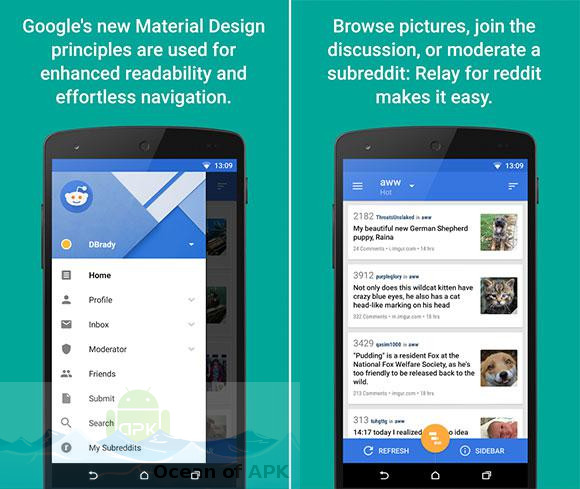 Google's new Material Design
principles are used for
enhanced readability and
effortless navigation.
13:09
DBrady
Home
Profile
Inbox
Moderator
Friends
Submit
Search
My Subreddits
APK
Ocean of APK
Browse pictures, join the
discussion, or moderate a
subreddit: Relay for reddit
makes it easy.
13:09
aww
Hot
2182 ThroatsUnslaked in aww
My beautiful new German Shepherd
puppy, Raina
24 Comments • i.imgur.com • 14 hrs
3912 purpleglory in aww
Not only does this wildcat kitten have
crazy blue eyes, he also has a cat
head-like marking on his head
332 Comments • m.imgur.com • 18 hrs
3429 qasim1000 in aww
"Pudding" is a resident Fox at the
National Fox Welfare Society, as he's
too friendly to be released back to the
wild.
213 Comments • imgur.com • 18 hrs
313 tuhgttg in aww
14:17 today I realized
no idea
REFRESH
SIDEBAR